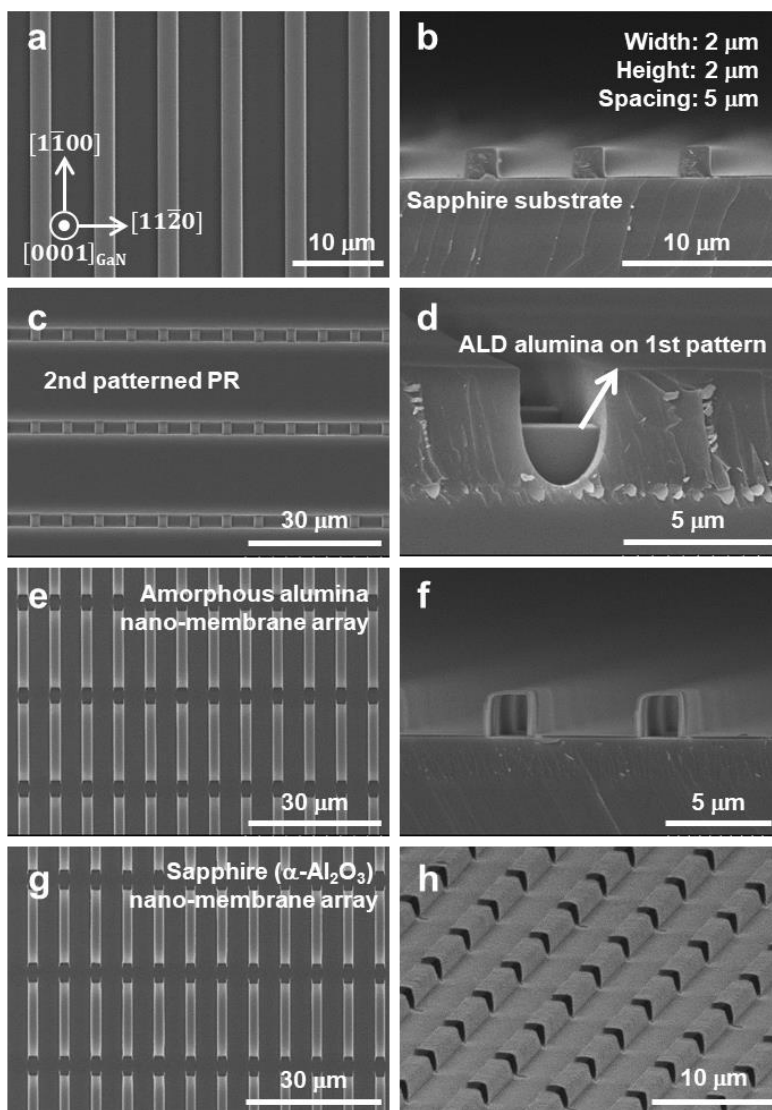 a
[11̅00]
[112̅0]
[0001]GaN
10 μm
b
Width: 2 μm
Height: 2 μm
Spacing: 5 μm
Sapphire substrate
10 μm
c
2nd patterned PR
30 μm
d
ALD alumina on 1st pattern
5 μm
e
Amorphous alumina
nano-membrane array
30 μm
f
5 μm
g
Sapphire (α-Al₂O₃)
nano-membrane array
30 μm
h
10 μm